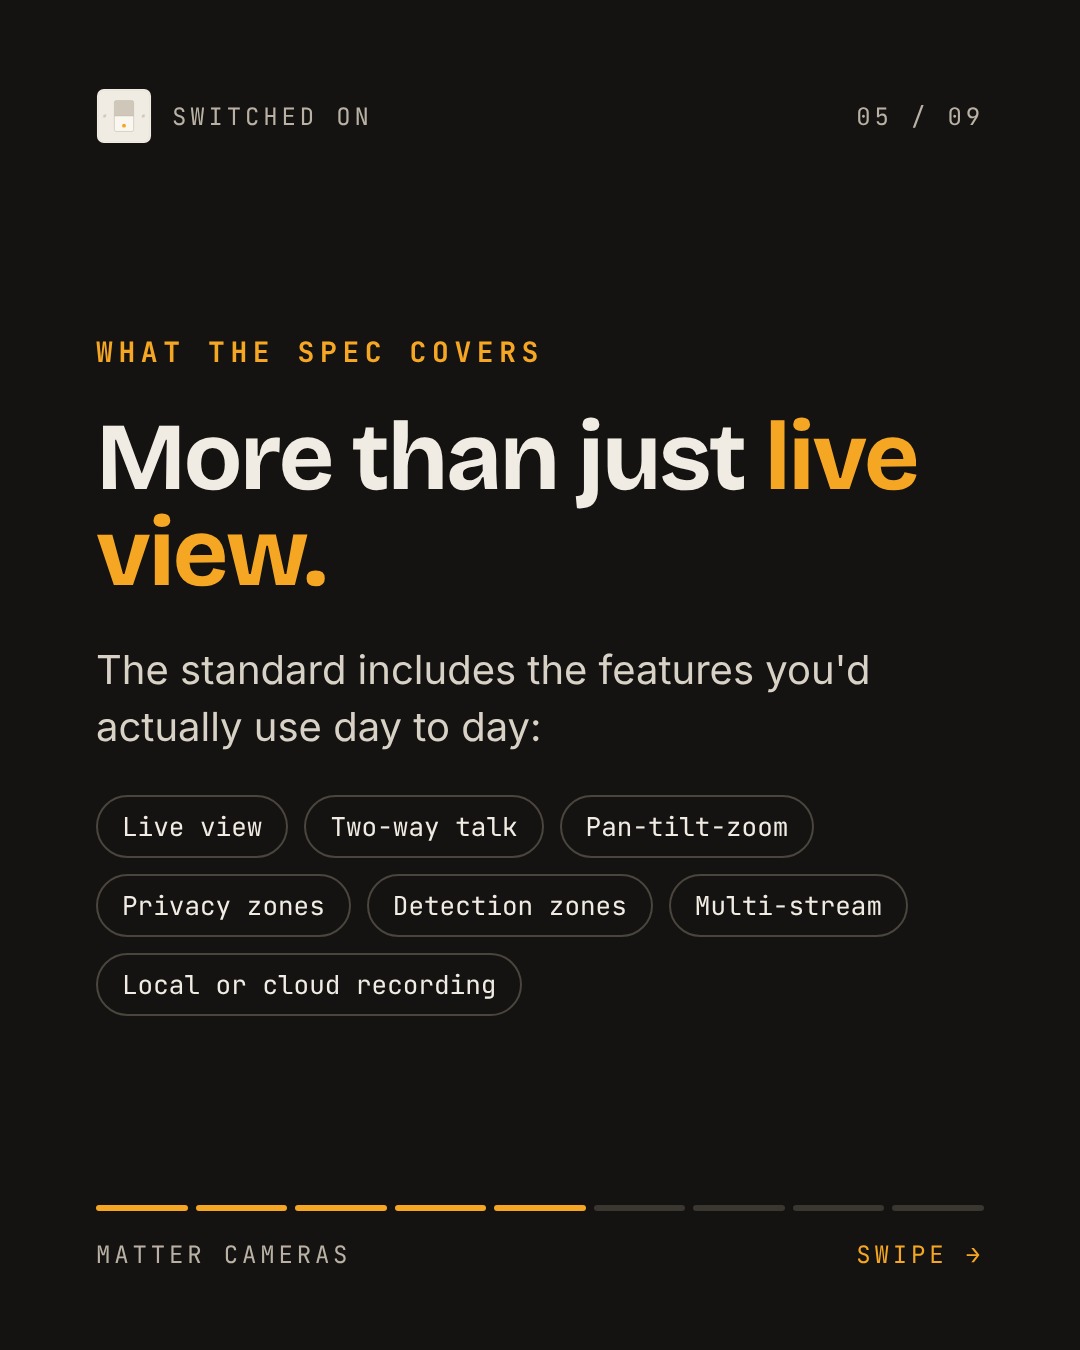 SWITCHED ON
05 / 09
WHAT THE SPEC COVERS
More than just live
view.
The standard includes the features you'd
actually use day to day:
Live view
Two-way talk
Pan-tilt-zoom
Privacy zones
Detection zones
Multi-stream
Local or cloud recording
MATTER CAMERAS
SWIPE →